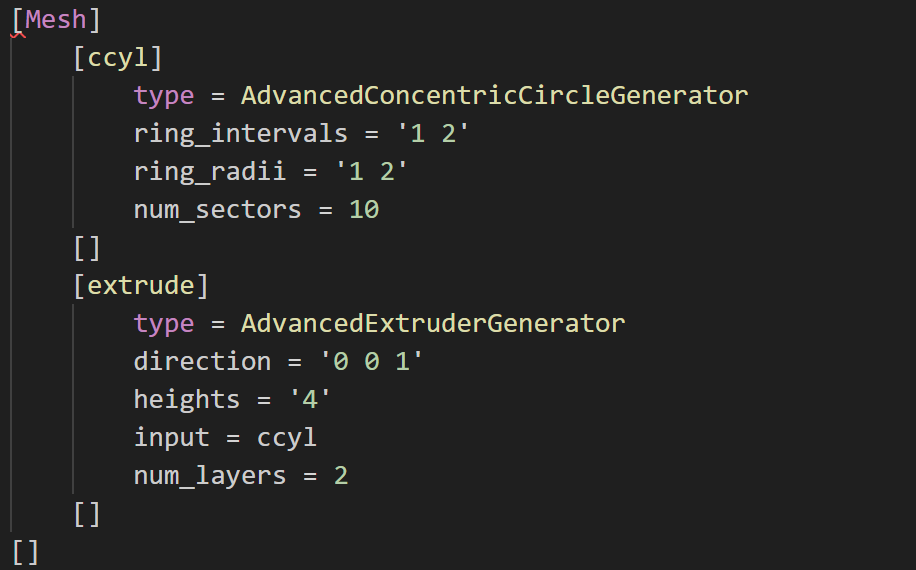 [Mesh]
    [ccyl]
        type = AdvancedConcentricCircleGenerator
        ring_intervals = '1 2'
        ring_radii = '1 2'
        num_sectors = 10
    []
    [extrude]
        type = AdvancedExtruderGenerator
        direction = '0 0 1'
        heights = '4'
        input = ccyl
        num_layers = 2
    []
[]